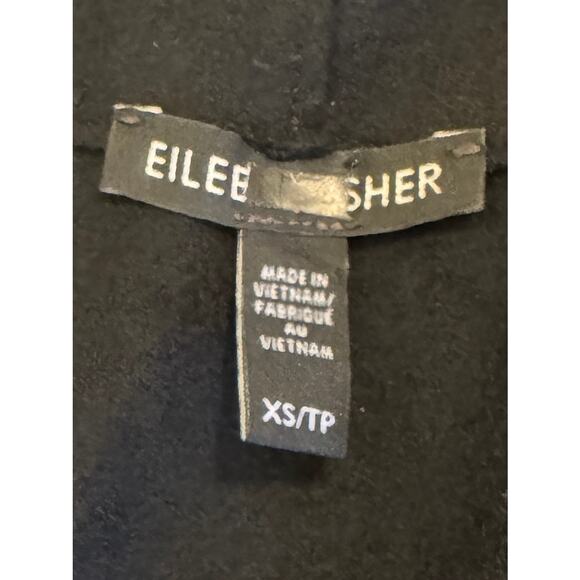 EILEE SHER
MADE IN
VIETNAM/
FABRIQUÉ
AU
VIETNAM
XS/TP